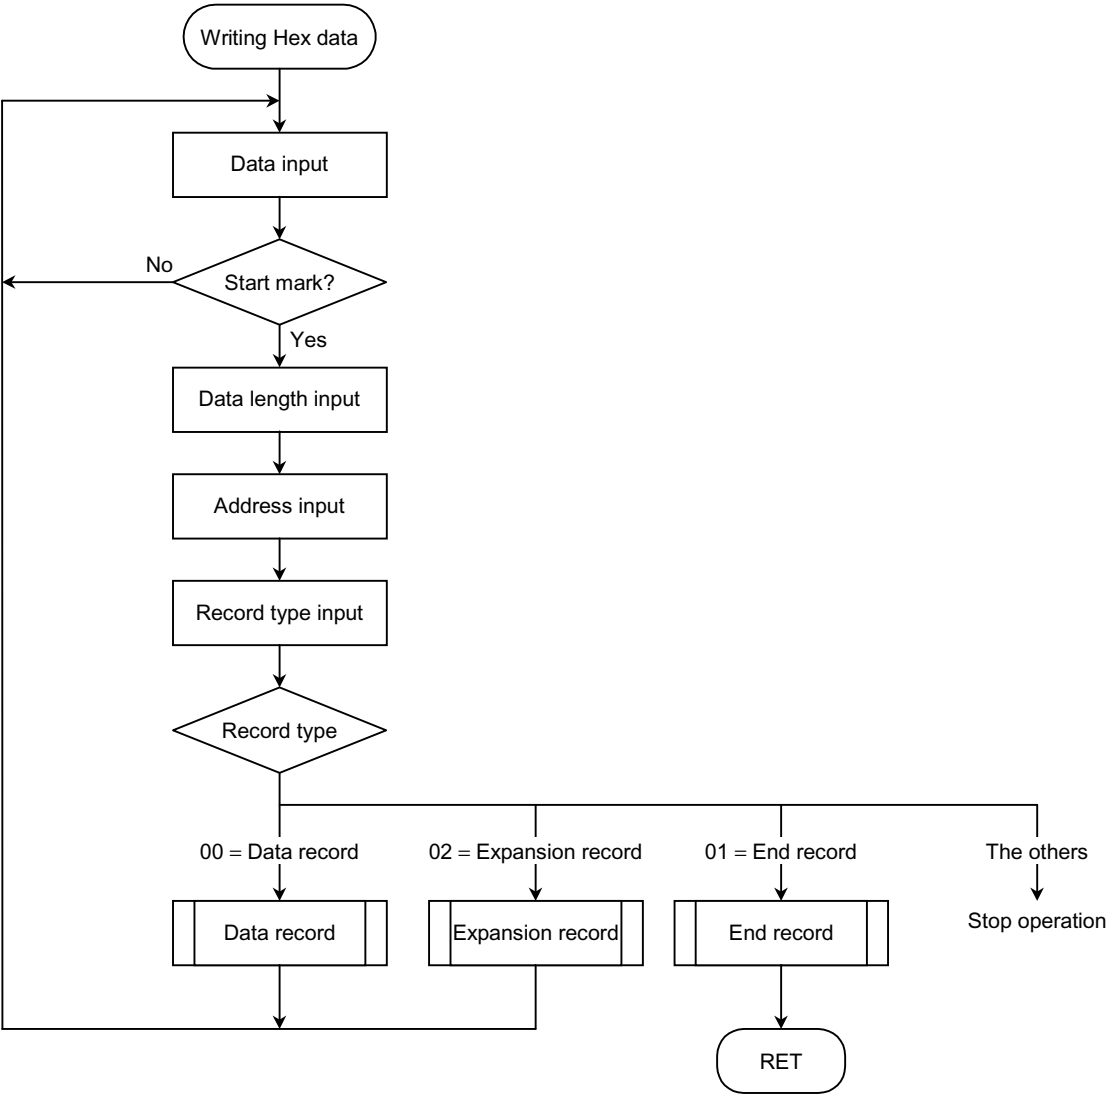 Writing Hex data
Data input
No
Start mark?
Yes
Data length input
Address input
Record type input
Record type
00 = Data record
02 = Expansion record
01 = End record
The others
Data record
Expansion record
End record
Stop operation
RET